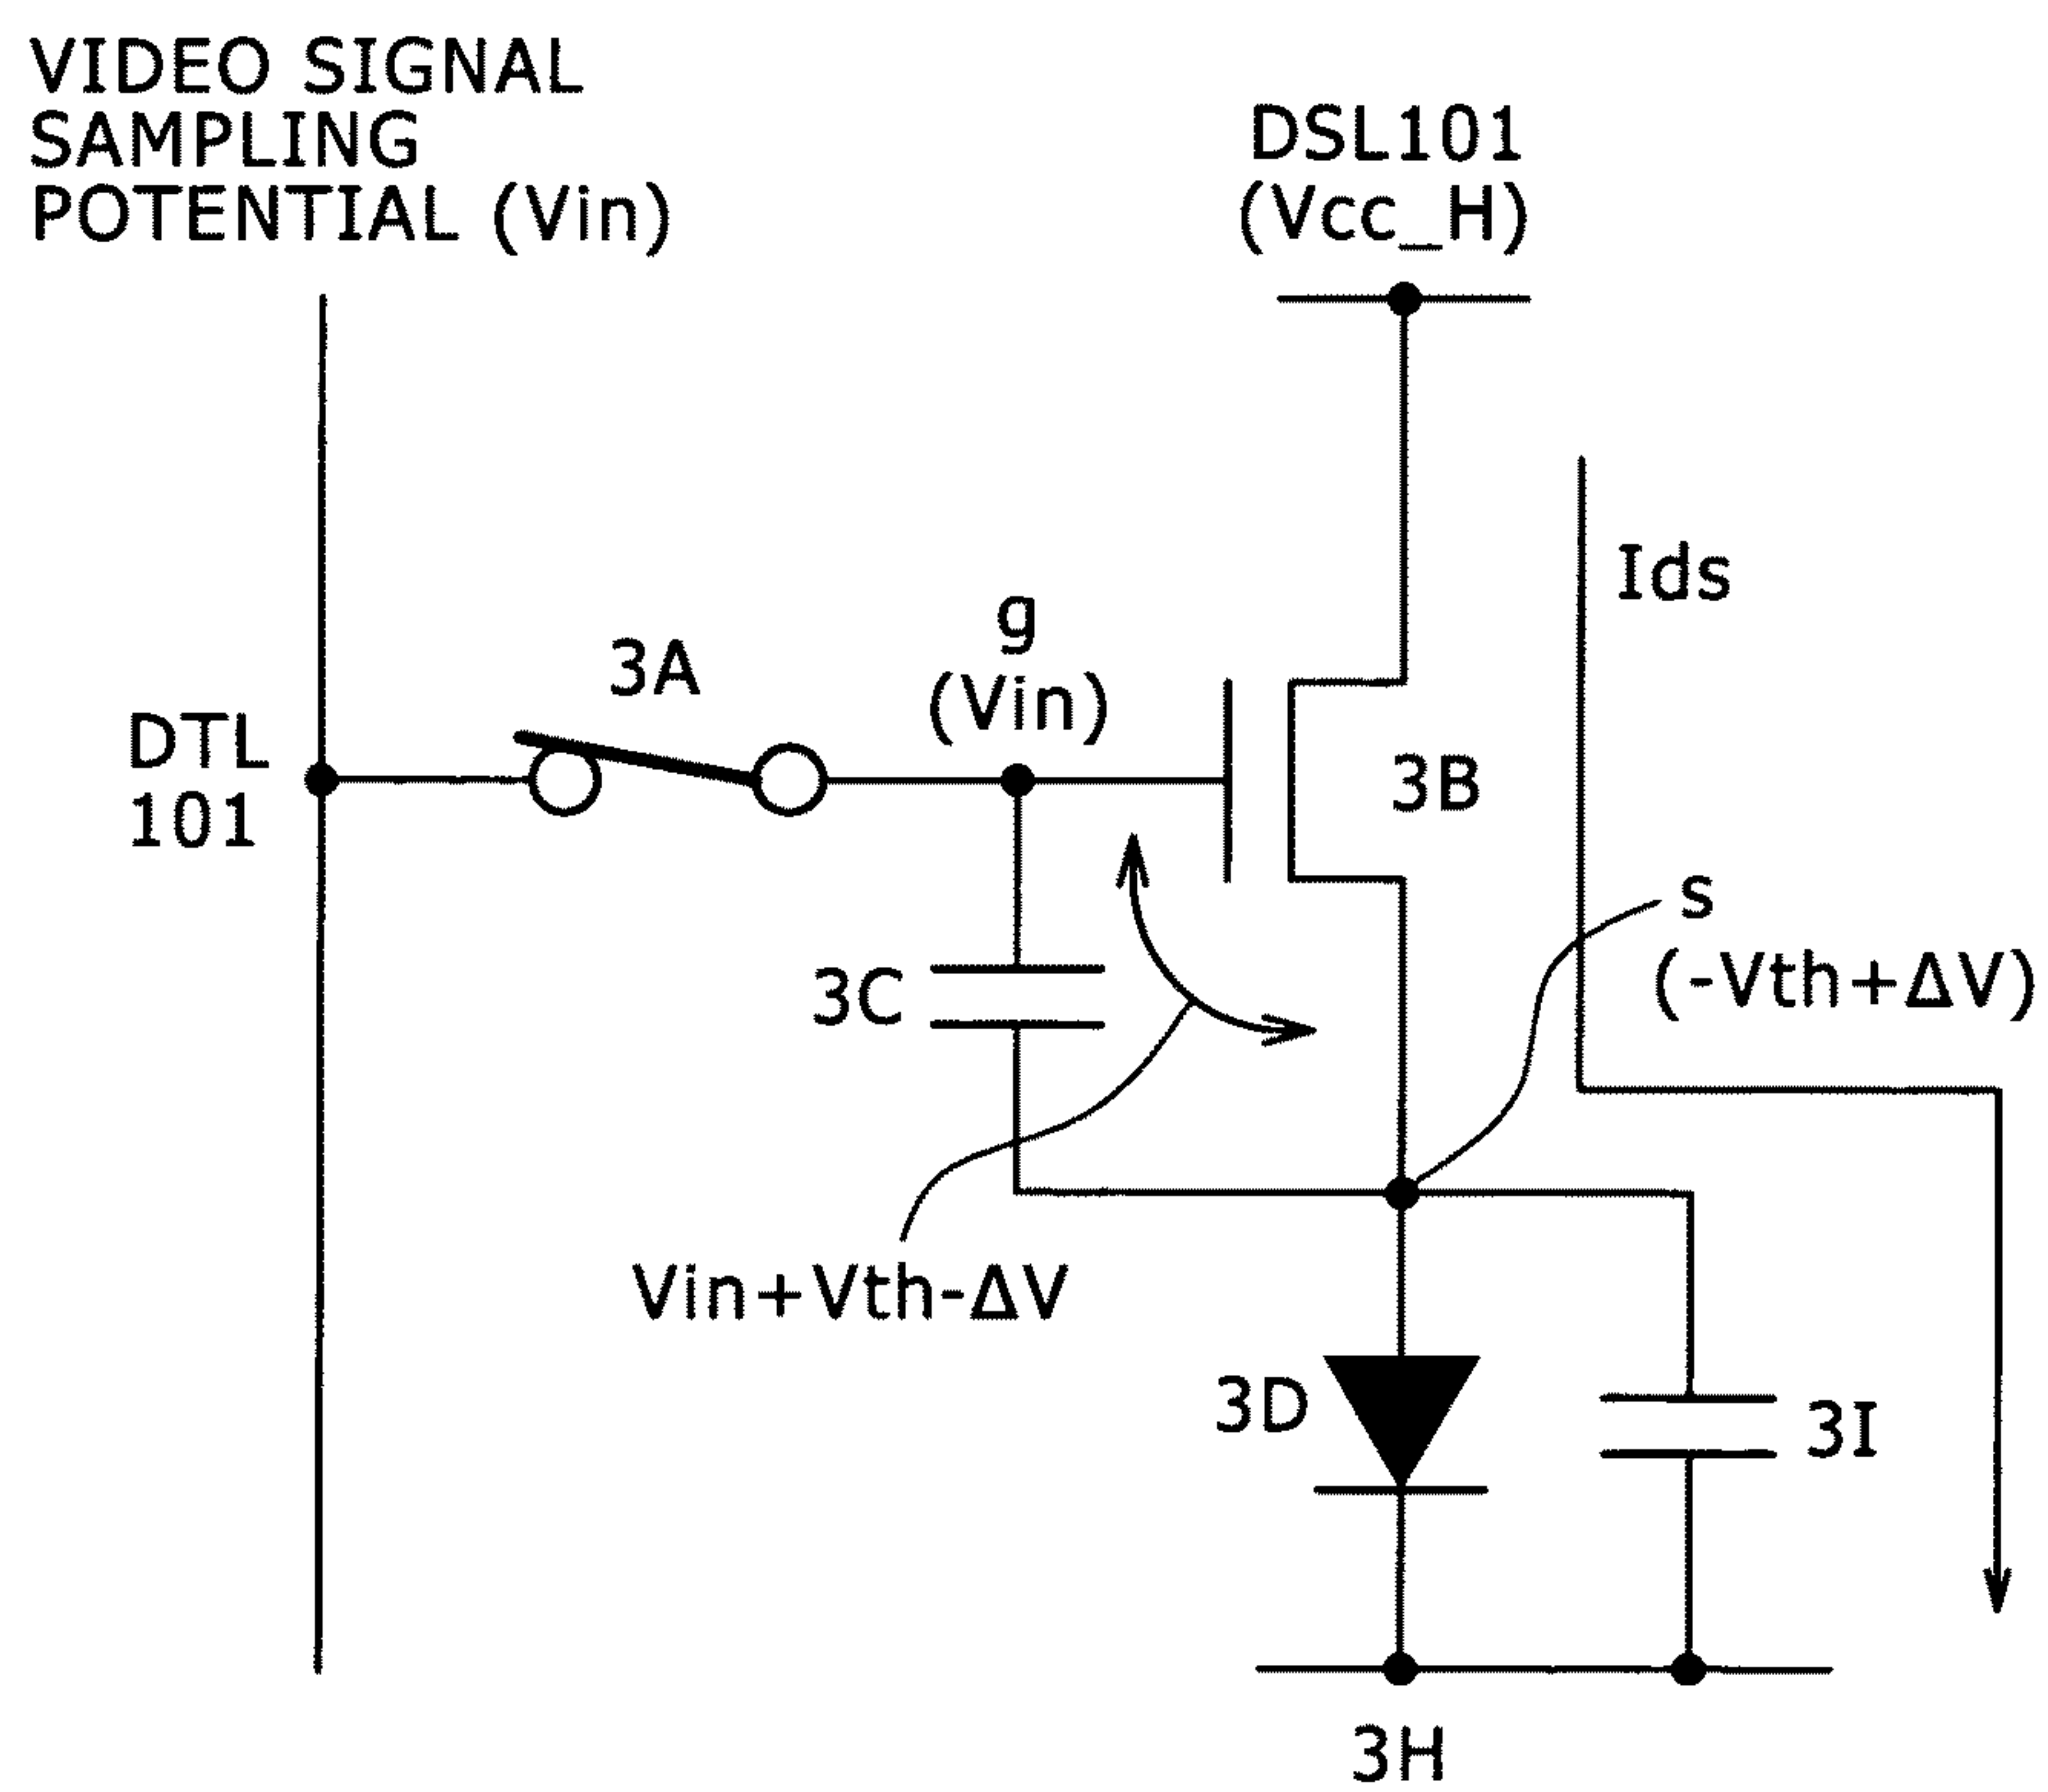 VIDEO SIGNAL
SAMPLING
POTENTIAL (Vin)
DSL101
(Vcc_H)
Ids
g
(Vin)
3A
DTL
101
3B
s
(-Vth+ΔV)
3C
Vin+Vth-ΔV
3D
3I
3H